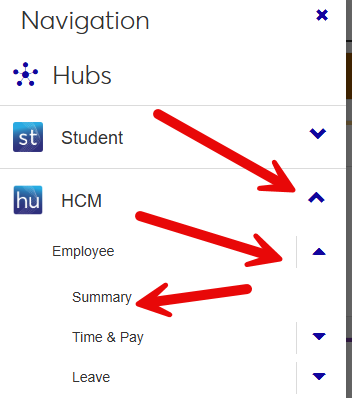 Navigation
Hubs
st Student
hu HCM
Employee
Summary
Time & Pay
Leave